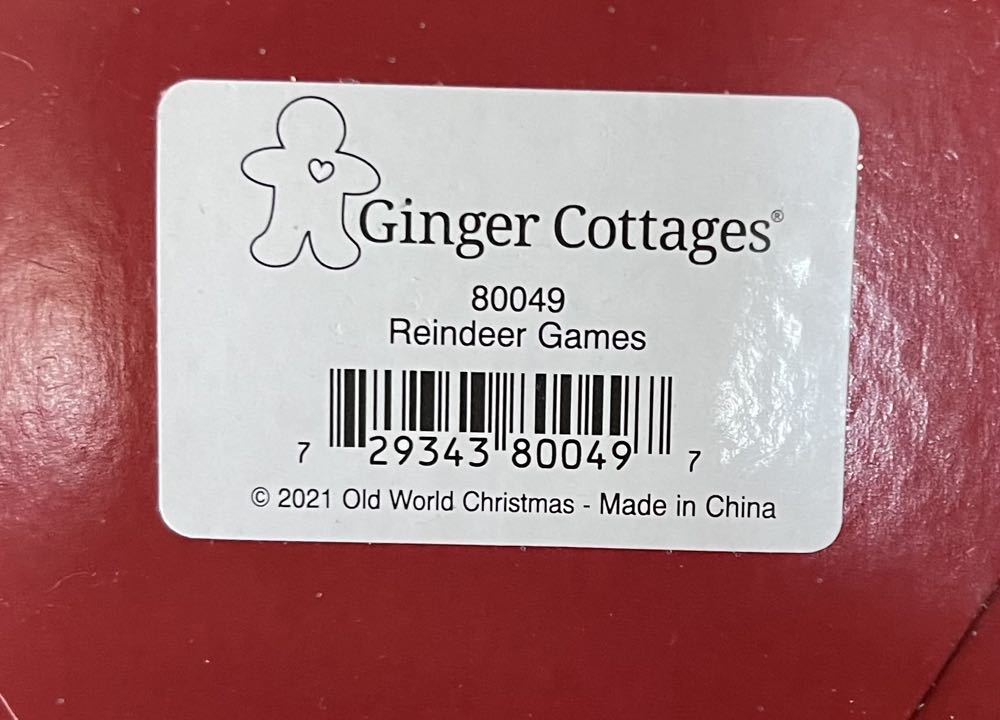 Ginger Cottages®
80049
Reindeer Games
7 29343 80049 7
© 2021 Old World Christmas - Made in China